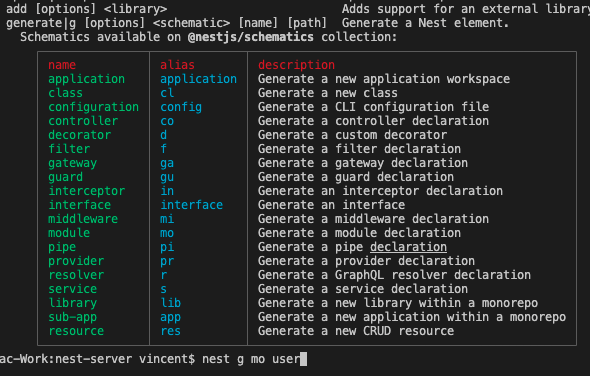 add [options] <library> Adds support for an external library
generate|g [options] <schematic> [name] [path] Generate a Nest element.
Schematics available on @nestjs/schematics collection:
name alias description
application application Generate a new application workspace
class cl Generate a new class
configuration config Generate a CLI configuration file
controller co Generate a controller declaration
decorator d Generate a custom decorator
filter f Generate a filter declaration
gateway ga Generate a gateway declaration
guard gu Generate a guard declaration
interceptor in Generate an interceptor declaration
interface interface Generate an interface
middleware mi Generate a middleware declaration
module mo Generate a module declaration
pipe pi Generate a pipe declaration
provider pr Generate a provider declaration
resolver r Generate a GraphQL resolver declaration
service s Generate a service declaration
library lib Generate a new library within a monorepo
sub-app app Generate a new application within a monorepo
resource res Generate a new CRUD resource
ac-Work:nest-server vincent$ nest g mo user